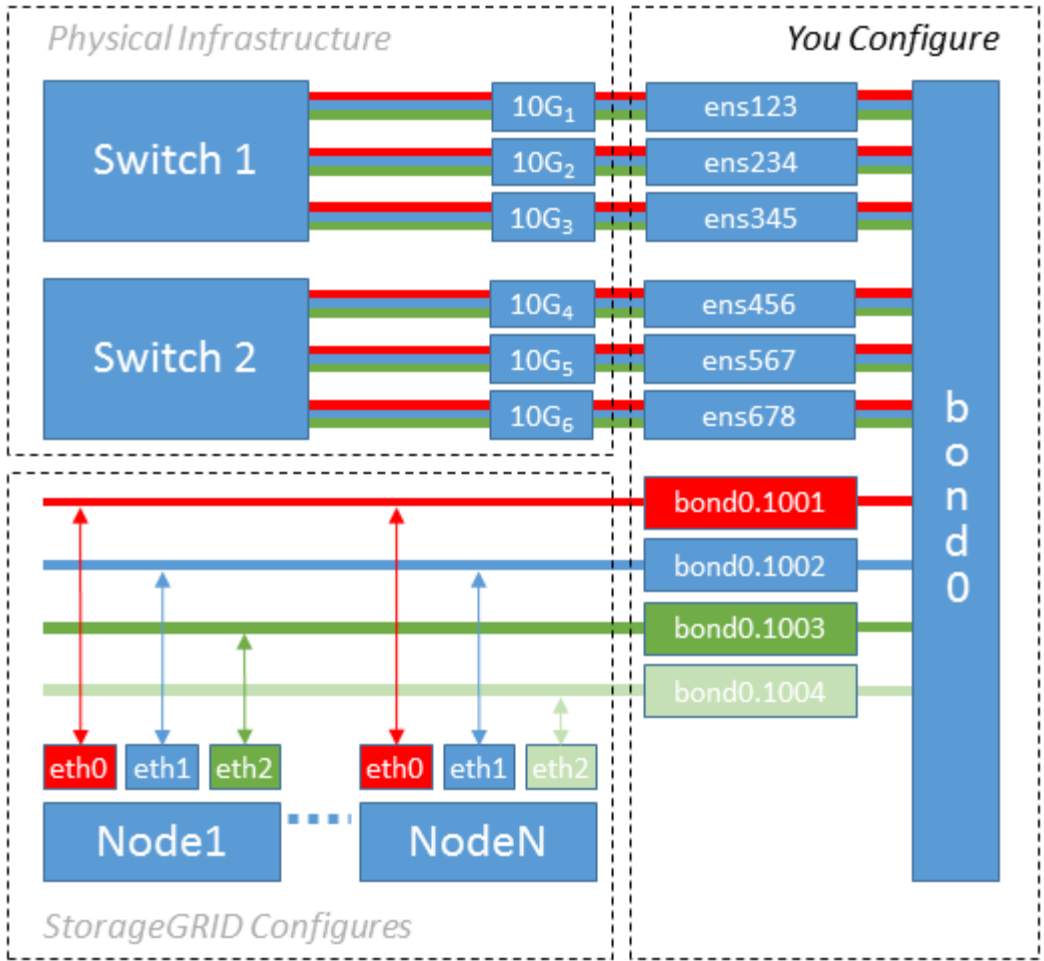 Physical Infrastructure
You Configure
Switch 1
10G₁
10G₂
10G₃
ens123
ens234
ens345
Switch 2
10G₄
10G₅
10G₆
ens456
ens567
ens678
bond0
bond0.1001
bond0.1002
bond0.1003
bond0.1004
eth0
eth1
eth2
eth0
eth1
eth2
Node1
NodeN
StorageGRID Configures